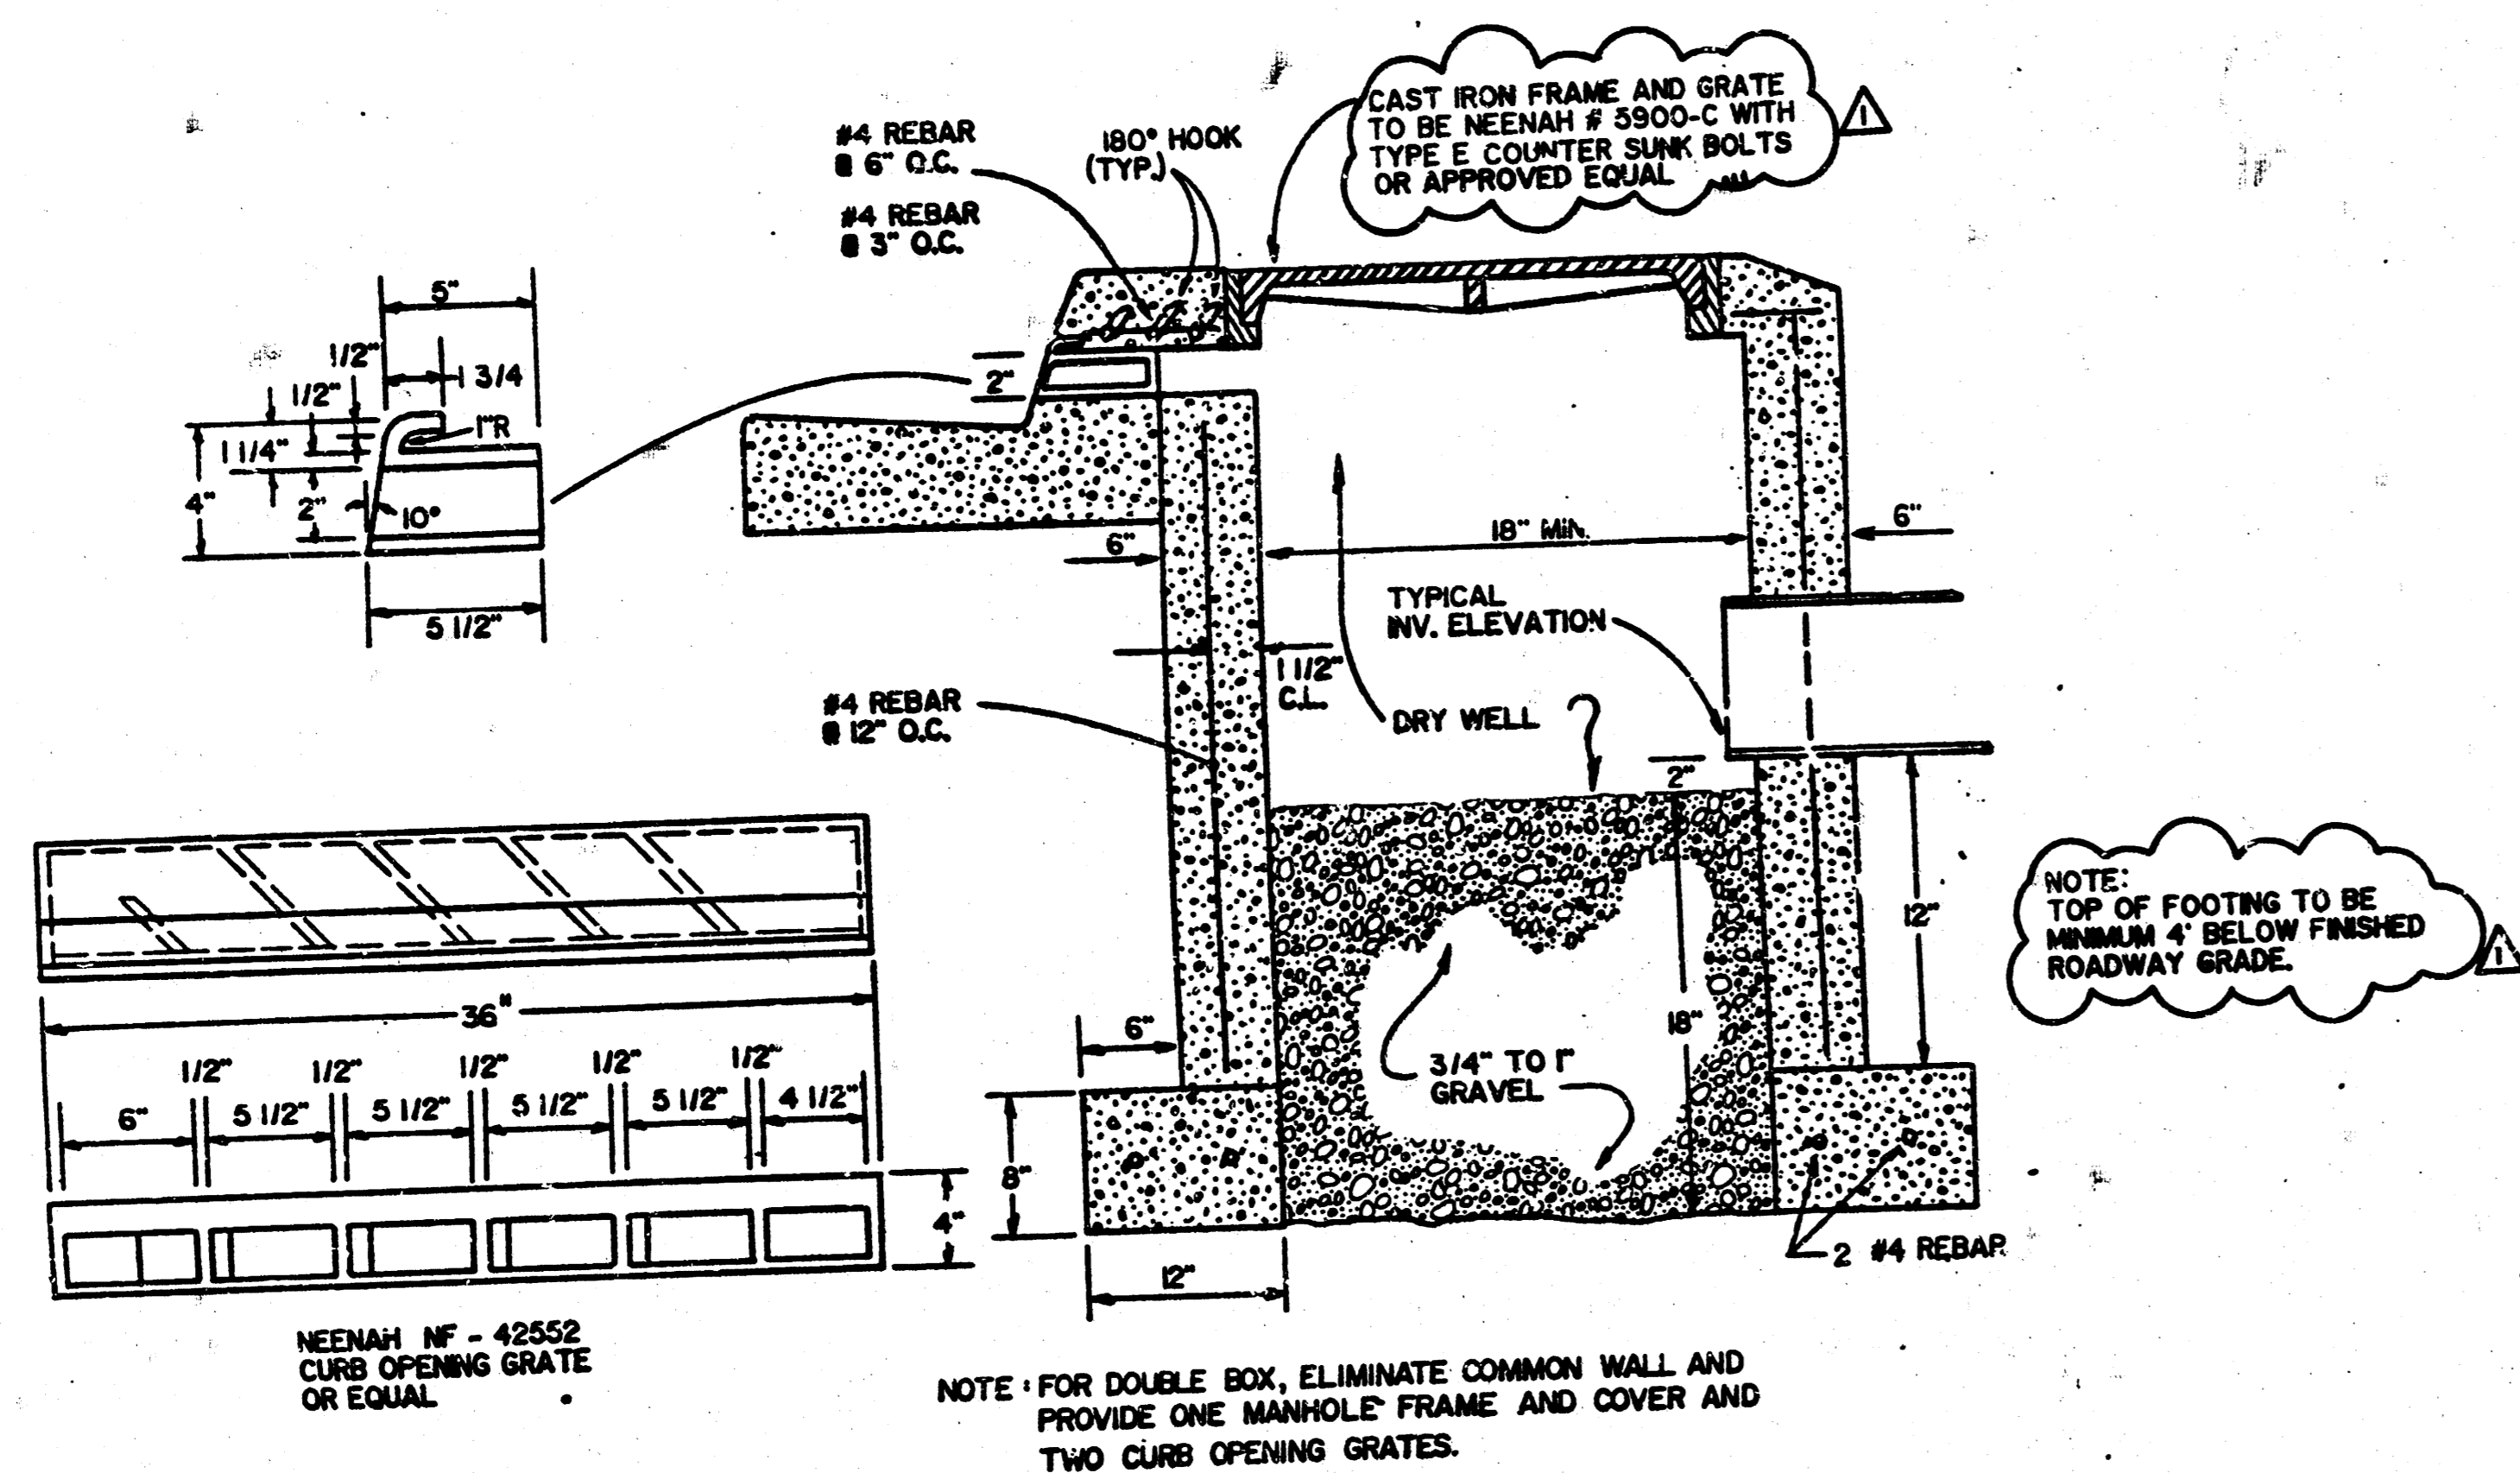 CAST IRON FRAME AND GRATE
TO BE NEENAH # 5900-C WITH
TYPE E COUNTER SUNK BOLTS
OR APPROVED EQUAL
1
#4 REBAR
@ 6" O.C.
180° HOOK
(TYP.)
#4 REBAR
@ 3" O.C.
5"
1/2"
1 3/4
1/2"
1"R
1 1/4"
4"
2"
10°
5 1/2"
2"
6"
18" MIN.
6"
TYPICAL
INV. ELEVATION
1 1/2"
C.L.
#4 REBAR
@ 12" O.C.
DRY WELL
2"
12"
NOTE:
TOP OF FOOTING TO BE
MINIMUM 4' BELOW FINISHED
ROADWAY GRADE.
1
36"
1/2" 1/2" 1/2" 1/2" 1/2"
6" 5 1/2" 5 1/2" 5 1/2" 5 1/2" 4 1/2"
4"
6"
18"
3/4" TO 1"
GRAVEL
8"
12"
2 #4 REBAR
NEENAH NF - 42552
CURB OPENING GRATE
OR EQUAL
NOTE: FOR DOUBLE BOX, ELIMINATE COMMON WALL AND
PROVIDE ONE MANHOLE FRAME AND COVER AND
TWO CURB OPENING GRATES.